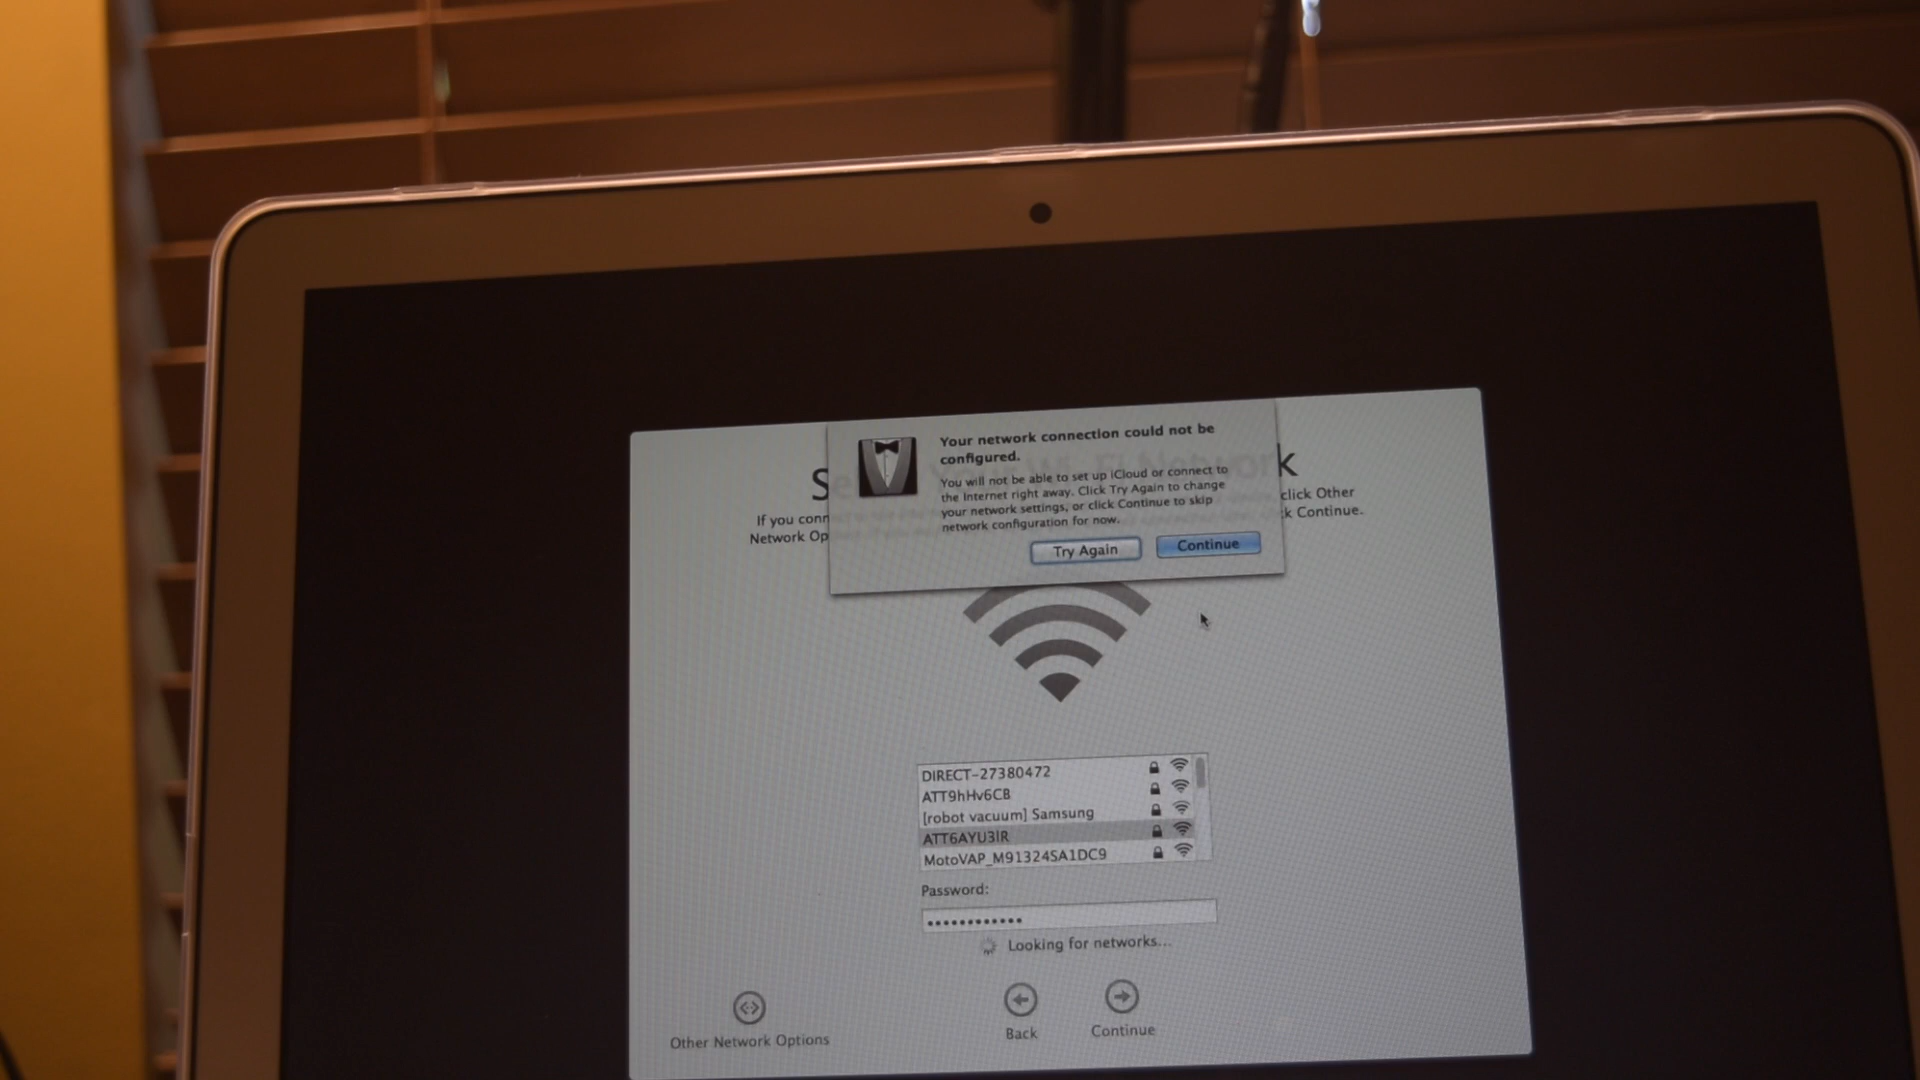 Your network connection could not be
configured.
You will not be able to set up iCloud or connect to
the Internet right away. Click Try Again to change
your network settings, or click Continue to skip
network configuration for now.
Try Again Continue
If you conn click Other
Network Op k Continue.
DIRECT-27380472
ATT9hHv6CB
[robot vacuum] Samsung
ATT6AYU3IR
MotoVAP_M91324SA1DC9
Password:
••••••••••••
Looking for networks...
Other Network Options
Back
Continue